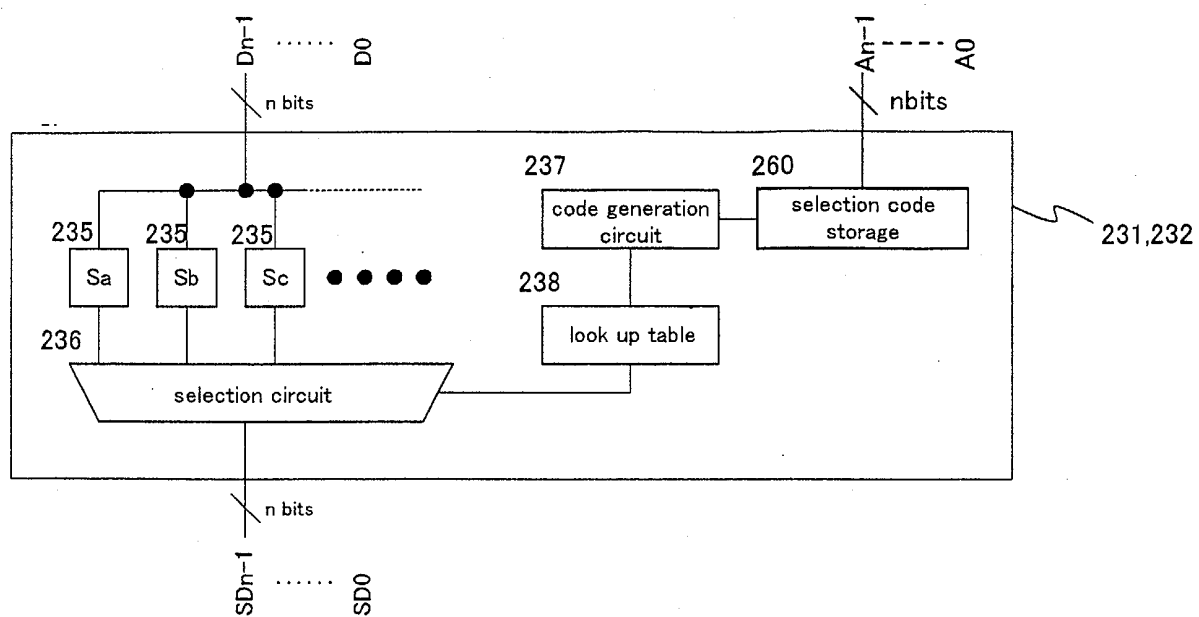 Dn-1 ...... D0
An-1 ---- A0
n bits
nbits
237
260
code generation
circuit
selection code
storage
231,232
235
235
235
Sa
Sb
Sc
238
look up table
236
selection circuit
n bits
SDn-1 ...... SD0